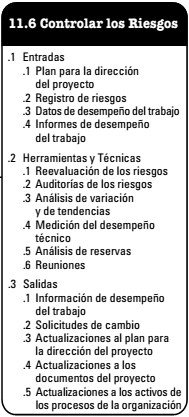 11.6 Controlar los Riesgos
.1 Entradas
.1 Plan para la dirección
del proyecto
.2 Registro de riesgos
.3 Datos de desempeño del trabajo
.4 Informes de desempeño
del trabajo
.2 Herramientas y Técnicas
.1 Reevaluación de los riesgos
.2 Auditorías de los riesgos
.3 Análisis de variación
y de tendencias
.4 Medición del desempeño
técnico
.5 Análisis de reservas
.6 Reuniones
.3 Salidas
.1 Información de desempeño
del trabajo
.2 Solicitudes de cambio
.3 Actualizaciones al plan para
la dirección del proyecto
.4 Actualizaciones a los
documentos del proyecto
.5 Actualizaciones a los activos de
los procesos de la organización